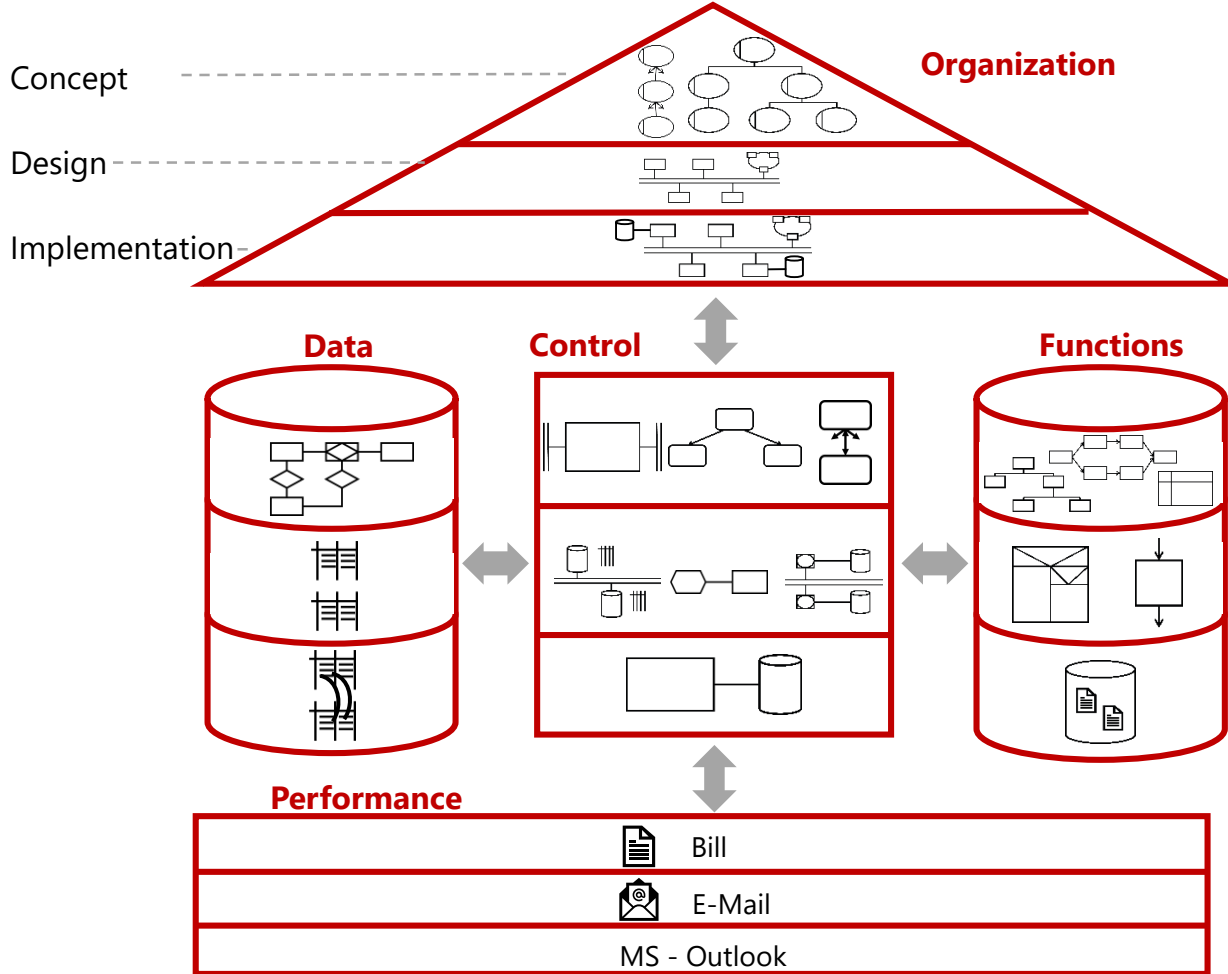 Organization
Concept
Design
Implementation
Data
Control
Functions
Performance
Bill
@
E-Mail
MS - Outlook